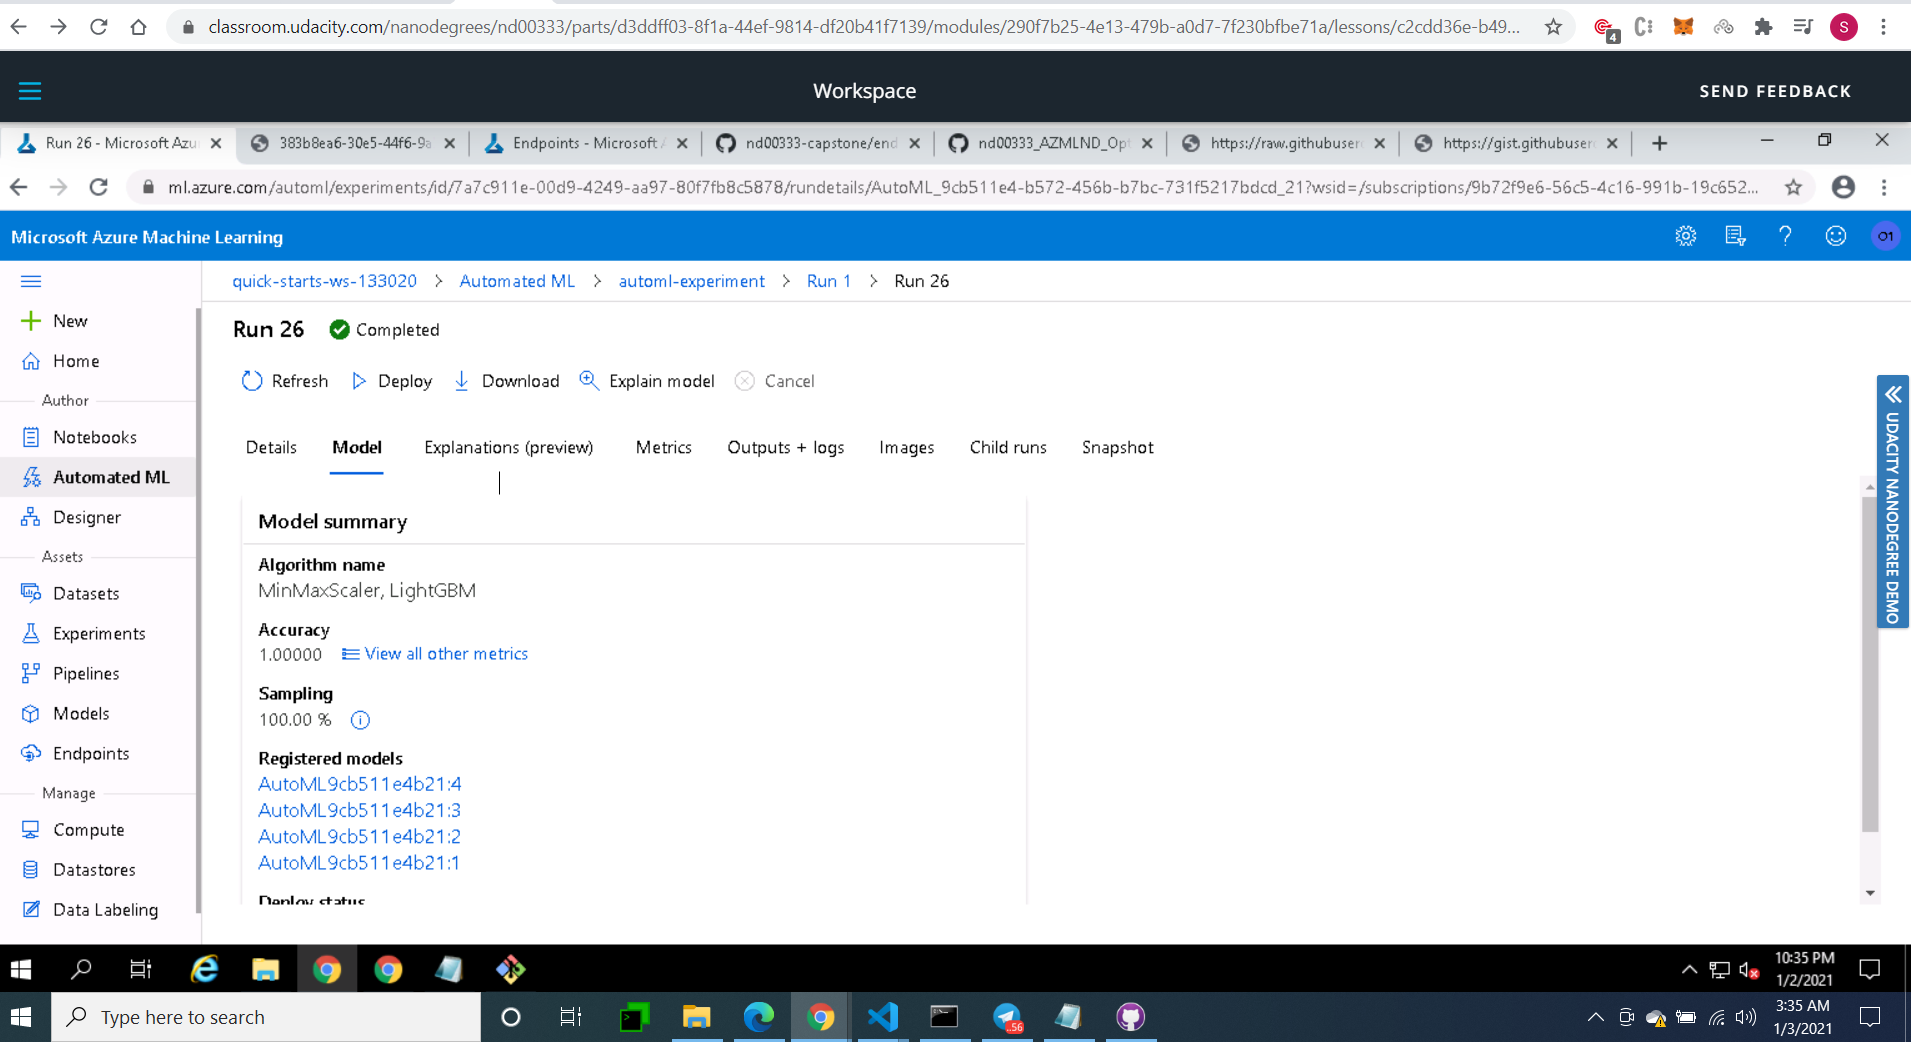 classroom.udacity.com/nanodegrees/nd00333/parts/d3ddff03-8f1a-44ef-9814-df20b41f7139/modules/290f7b25-4e13-479b-a0d7-7f230bfbe71a/lessons/c2cdd36e-b49...
4
S
Workspace
SEND FEEDBACK
Run 26 - Microsoft Azu
383b8ea6-30e5-44f6-9a
Endpoints - Microsoft A
nd00333-capstone/end
nd00333_AZMLND_Opt
https://raw.githubuserc
https://gist.githubuserc
ml.azure.com/automl/experiments/id/7a7c911e-00d9-4249-aa97-80f7fb8c5878/rundetails/AutoML_9cb511e4-b572-456b-b7bc-731f5217bdcd_21?wsid=/subscriptions/9b72f9e6-56c5-4c16-991b-19c652...
Microsoft Azure Machine Learning
O1
quick-starts-ws-133020 > Automated ML > automl-experiment > Run 1 > Run 26
New
Home
Author
Notebooks
Automated ML
Designer
Assets
Datasets
Experiments
Pipelines
Models
Endpoints
Manage
Compute
Datastores
Data Labeling
Run 26 Completed
Refresh Deploy Download Explain model Cancel
Details Model Explanations (preview) Metrics Outputs + logs Images Child runs Snapshot
Model summary
Algorithm name
MinMaxScaler, LightGBM
Accuracy
1.00000 View all other metrics
Sampling
100.00 %
Registered models
AutoML9cb511e4b21:4
AutoML9cb511e4b21:3
AutoML9cb511e4b21:2
AutoML9cb511e4b21:1
Deploy status
UDACITY NANODEGREE DEMO
10:35 PM
1/2/2021
Type here to search
.56
3:35 AM
1/3/2021